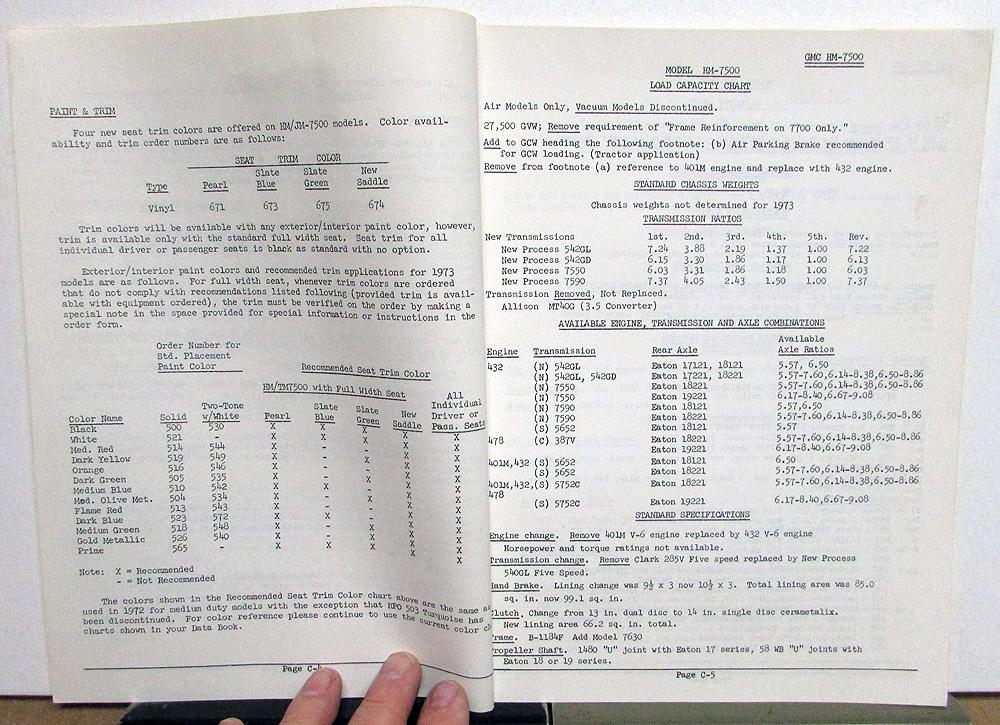 PAINT & TRIM
Four new seat trim colors are offered on HM/JM-7500 models. Color avail-
ability and trim order numbers are as follows:
SEAT TRIM COLOR
Type Pearl Slate Blue Slate Green New Saddle
Vinyl 671 673 675 674
Trim colors will be available with any exterior/interior paint color, however,
trim is available only with the standard full width seat. Seat trim for all
individual driver or passenger seats is black as standard with no option.
Exterior/interior paint colors and recommended trim applications for 1973
models are as follows. For full width seat, whenever trim colors are ordered
that do not comply with recommendations listed following (provided trim is avail-
able with equipment ordered), the trim must be verified on the order by making a
special note in the space provided for special information or instructions in the
order form.
Order Number for
Std. Placement
Paint Color
Recommended Seat Trim Color
HM/TM7500 with Full Width Seat
Color Name Solid Two-Tone w/White Pearl Slate Blue Slate Green New Saddle All Individual Driver or Pass. Seats
Black 500 530 X X X X X
White 521 - X X X X X
Med. Red 514 544 X - - X X
Dark Yellow 519 549 X - X X X
Orange 516 546 X - - X X
Dark Green 505 535 X - X X X
Medium Blue 510 542 X X - X X
Med. Olive Met. 504 534 X - X X X
Flame Red 513 543 X - - X X
Dark Blue 523 572 X X - X X
Medium Green 518 548 X - X X X
Gold Metallic 526 540 X - X X X
Prime 565 - X X X X X
Note: X = Recommended
- = Not Recommended
The colors shown in the Recommended Seat Trim Color chart above are the same as
used in 1972 for medium duty models with the exception that RPO 503 Turquoise has
been discontinued. For color reference please continue to use the current color
charts shown in your Data Book.
Page C-4
GMC HM-7500
MODEL HM-7500
LOAD CAPACITY CHART
Air Models Only, Vacuum Models Discontinued.
27,500 GVW; Remove requirement of "Frame Reinforcement on 7700 Only."
Add to GCW heading the following footnote: (b) Air Parking Brake recommended
for GCW loading. (Tractor application)
Remove from footnote (a) reference to 401M engine and replace with 432 engine.
STANDARD CHASSIS WEIGHTS
Chassis weights not determined for 1973
TRANSMISSION RATIOS
New Transmissions 1st. 2nd. 3rd. 4th. 5th. Rev.
New Process 542GL 7.24 3.88 2.19 1.37 1.00 7.22
New Process 542GD 6.15 3.30 1.86 1.17 1.00 6.13
New Process 7550 6.03 3.31 1.86 1.18 1.00 6.03
New Process 7590 7.37 4.05 2.43 1.50 1.00 7.37
Transmission Removed, Not Replaced.
Allison MT40G (3.5 Converter)
AVAILABLE ENGINE, TRANSMISSION AND AXLE COMBINATIONS
Engine Transmission Rear Axle Available Axle Ratios
432 (N) 542GL Eaton 17121, 18121 5.57, 6.50
(N) 542GL, 542GD Eaton 17221, 18221 5.57-7.60,6.14-8.38,6.50-8.86
(N) 7550 Eaton 18221 5.57-7.60,6.14-8.38,6.50-8.86
(N) 7550 Eaton 19221 6.17-8.40,6.67-9.08
(N) 7590 Eaton 18121 5.57,6.50
(N) 7590 Eaton 18221 5.57-7.60,6.14-8.38,6.50-8.86
(S) 5652 Eaton 18121 5.57
478 (C) 387V Eaton 18221 5.57-7.60,6.14-8.38,6.50-8.86
Eaton 19221 6.17-8.40,6.67-9.08
401M,432 (S) 5652 Eaton 18121 6.50
(S) 5652 Eaton 18221 5.57-7.60,6.14-8.38,6.50-8.86
401M,432, (S) 5752C Eaton 18221 5.57-7.60,6.14-8.38,6.50-8.86
478
(S) 5752C Eaton 19221 6.17-8.40,6.67-9.08
STANDARD SPECIFICATIONS
Engine change. Remove 401M V-6 engine replaced by 432 V-6 engine
Horsepower and torque ratings not available.
Transmission change. Remove Clark 285V Five speed replaced by New Process
540GL Five Speed.
Hand Brake. Lining change was 9½ x 3 now 10½ x 3. Total lining area was 85.0
sq. in. now 99.1 sq. in.
Clutch. Change from 13 in. dual disc to 14 in. single disc cerametalix.
New lining area 66.2 sq. in. total.
Frame. B-1184F Add Model 7630
Propeller Shaft. 1480 "U" joint with Eaton 17 series, 58 WB "U" joints with
Eaton 18 or 19 series.
Page C-5